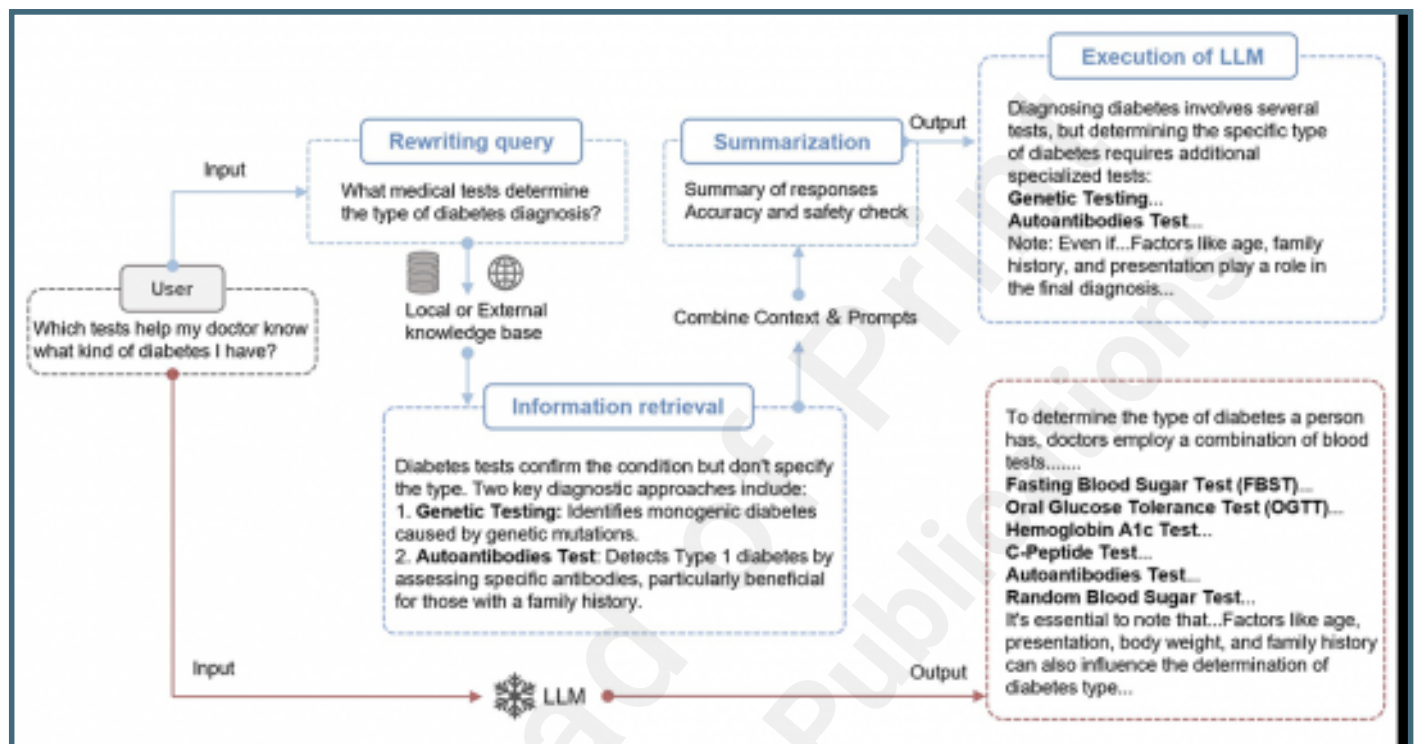 Execution of LLM
Diagnosing diabetes involves several
tests, but determining the specific type
of diabetes requires additional
specialized tests:
Genetic Testing...
Autoantibodies Test...
Note: Even if...Factors like age, family
history, and presentation play a role in
the final diagnosis...
Output
Summarization
Summary of responses
Accuracy and safety check
Rewriting query
What medical tests determine
the type of diabetes diagnosis?
Input
User
Which tests help my doctor know
what kind of diabetes I have?
Local or External
knowledge base
Combine Context & Prompts
Information retrieval
Diabetes tests confirm the condition but don't specify
the type. Two key diagnostic approaches include:
1. Genetic Testing: Identifies monogenic diabetes
caused by genetic mutations.
2. Autoantibodies Test: Detects Type 1 diabetes by
assessing specific antibodies, particularly beneficial
for those with a family history.
To determine the type of diabetes a person
has, doctors employ a combination of blood
tests.......
Fasting Blood Sugar Test (FBST)...
Oral Glucose Tolerance Test (OGTT)...
Hemoglobin A1c Test...
C-Peptide Test...
Autoantibodies Test...
Random Blood Sugar Test...
It's essential to note that...Factors like age,
presentation, body weight, and family history
can also influence the determination of
diabetes type...
Input
LLM
Output
ad of Print
Publications